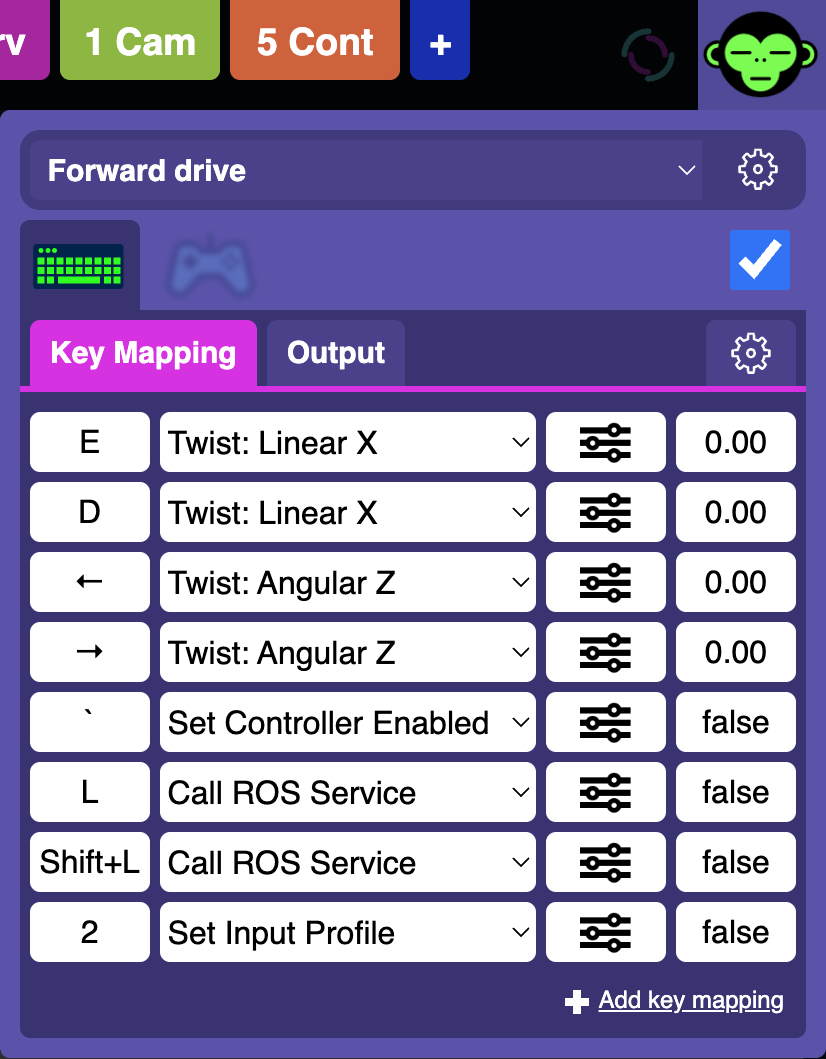 rv 1 Cam 5 Cont +
Forward drive
Key Mapping Output
E Twist: Linear X 0.00
D Twist: Linear X 0.00
← Twist: Angular Z 0.00
→ Twist: Angular Z 0.00
` Set Controller Enabled false
L Call ROS Service false
Shift+L Call ROS Service false
2 Set Input Profile false
Add key mapping